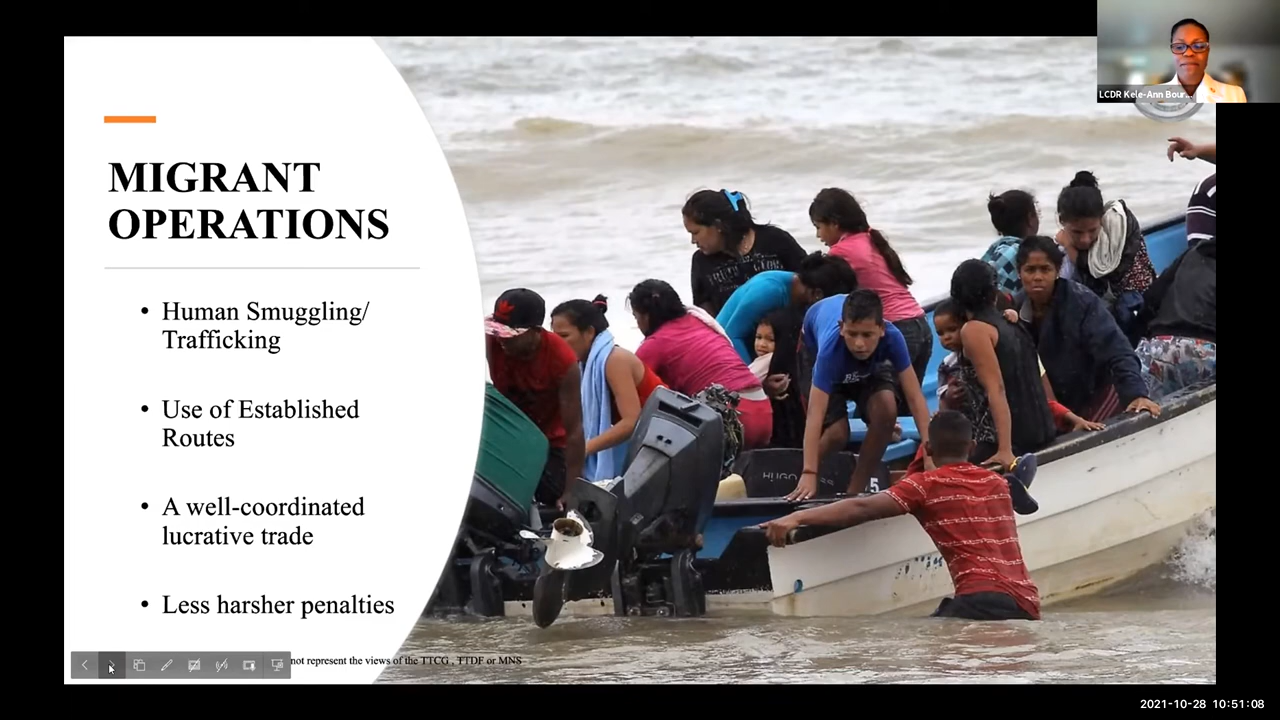 LCDR Kele-Ann Bour...
MIGRANT
OPERATIONS
• Human Smuggling/
Trafficking
• Use of Established
Routes
• A well-coordinated
lucrative trade
• Less harsher penalties
5
not represent the views of the TTCG , TTDF or MNS
2021-10-28 10:51:08